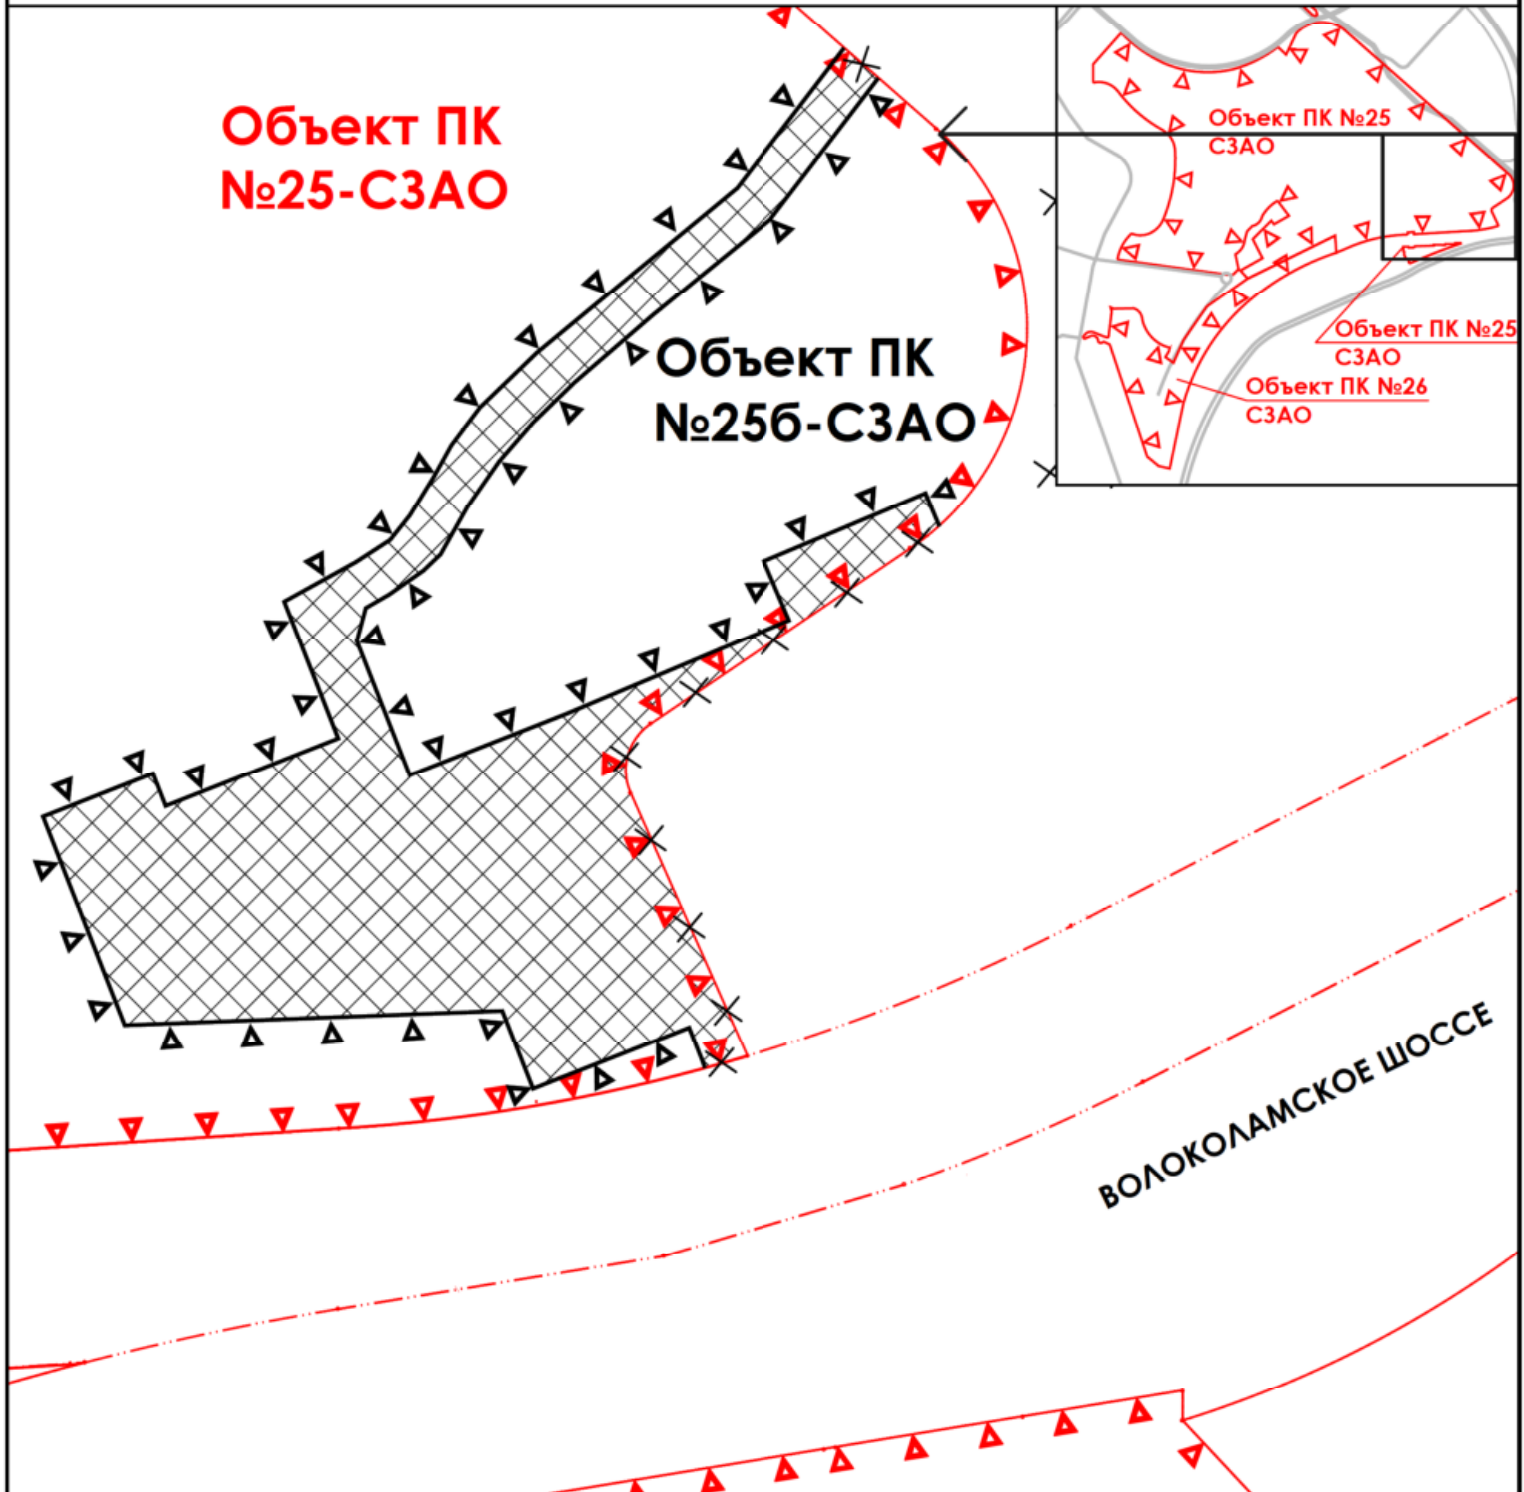 Объект ПК
№25-СЗАО
Объект ПК
№25б-СЗАО
Объект ПК №25
СЗАО
Объект ПК №25
СЗАО
Объект ПК №26
СЗАО
ВОЛОКОЛАМСКОЕ ШОССЕ